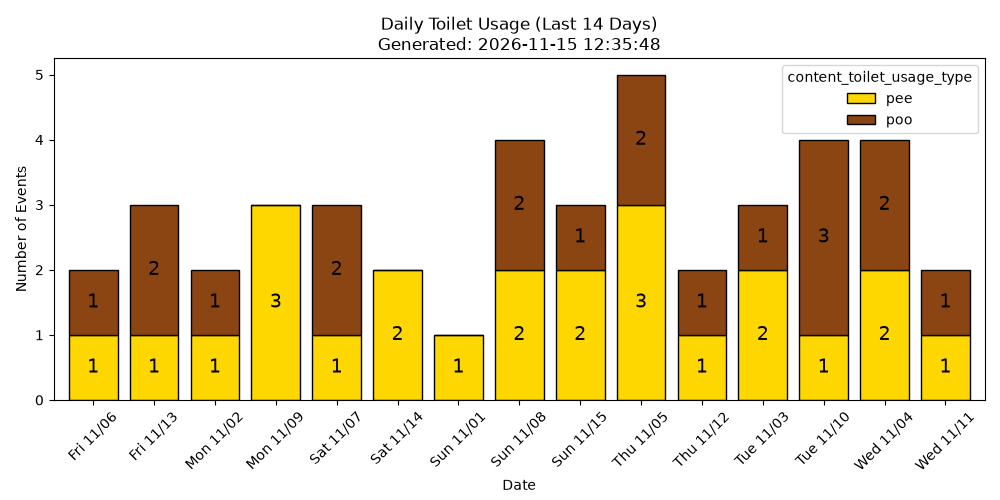 Daily Toilet Usage (Last 14 Days)
Generated: 2026-11-15 12:35:48
content_toilet_usage_type
pee
poo
Number of Events
5
4
3
2
1
0
1
2
1
2
2
1
2
1
1
3
2
1
1
1
1
1
3
1
2
1
2
2
3
1
2
1
2
1
Fri 11/06
Fri 11/13
Mon 11/02
Mon 11/09
Sat 11/07
Sat 11/14
Sun 11/01
Sun 11/08
Sun 11/15
Thu 11/05
Thu 11/12
Tue 11/03
Tue 11/10
Wed 11/04
Wed 11/11
Date